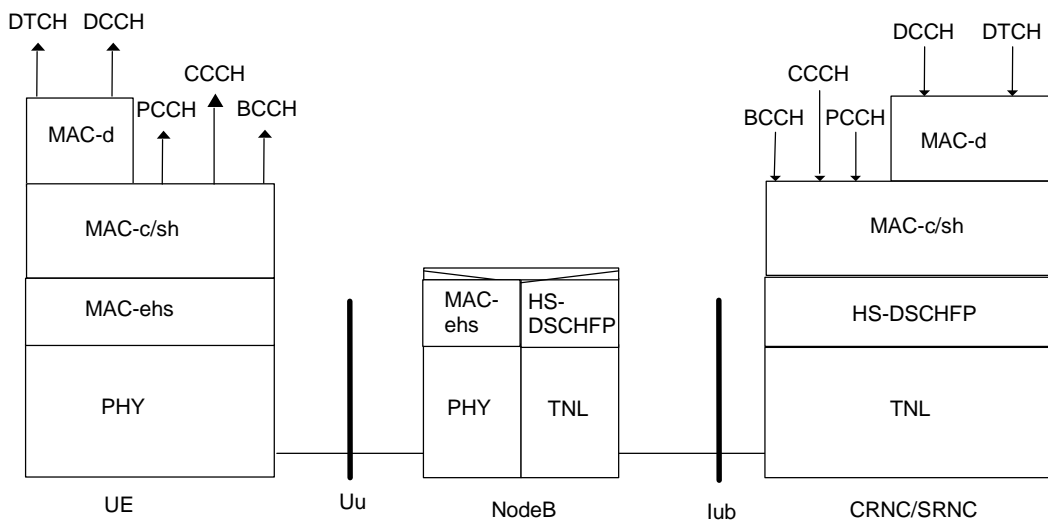 DTCH DCCH
CCCH
PCCH BCCH
MAC-d
MAC-c/sh
MAC-ehs
PHY
UE
Uu
MAC-
ehs
HS-
DSCHFP
PHY
TNL
NodeB
Iub
DCCH DTCH
CCCH
BCCH PCCH
MAC-d
MAC-c/sh
HS-DSCHFP
TNL
CRNC/SRNC